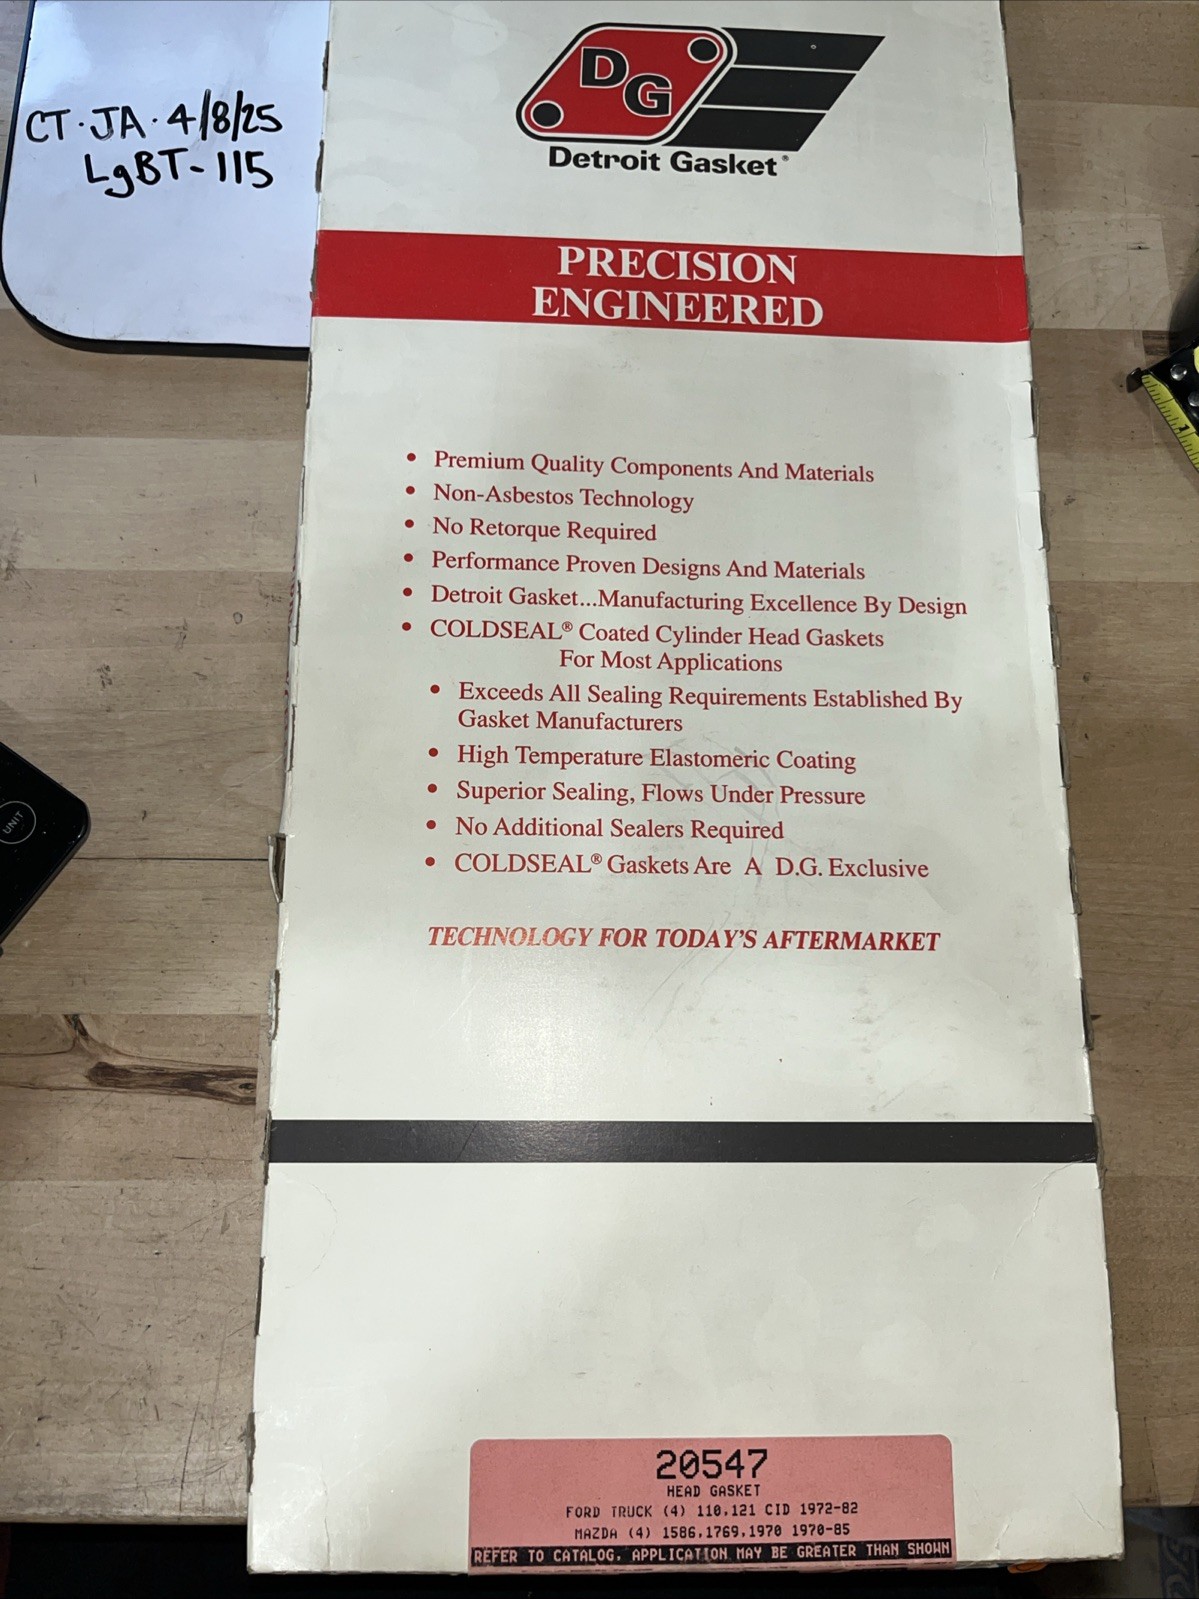 CT·JA·4/8/25
LgBT-115
DG
Detroit Gasket®
PRECISION
ENGINEERED
• Premium Quality Components And Materials
• Non-Asbestos Technology
• No Retorque Required
• Performance Proven Designs And Materials
• Detroit Gasket...Manufacturing Excellence By Design
• COLDSEAL® Coated Cylinder Head Gaskets
For Most Applications
• Exceeds All Sealing Requirements Established By
Gasket Manufacturers
• High Temperature Elastomeric Coating
• Superior Sealing, Flows Under Pressure
• No Additional Sealers Required
• COLDSEAL® Gaskets Are A D.G. Exclusive
TECHNOLOGY FOR TODAY'S AFTERMARKET
UNIT
1
20547
HEAD GASKET
FORD TRUCK (4) 110,121 CID 1972-82
MAZDA (4) 1586,1769,1970 1970-85
REFER TO CATALOG, APPLICATION MAY BE GREATER THAN SHOWN